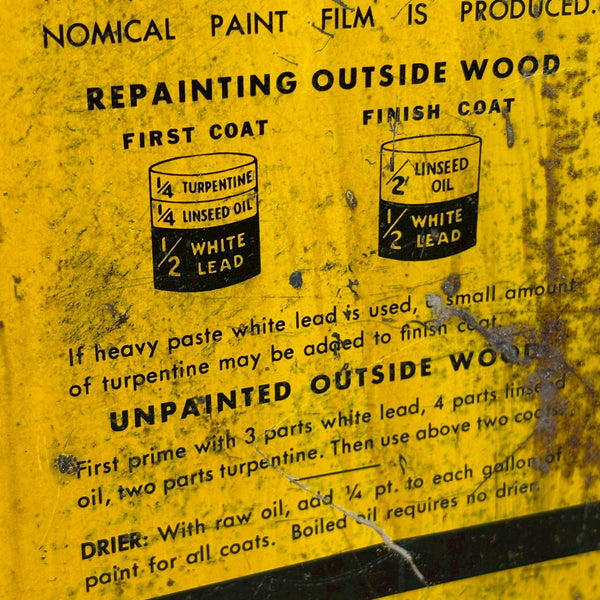 NOMICAL PAINT FILM IS PRODUCED.
REPAINTING OUTSIDE WOOD
FIRST COAT
FINISH COAT
1/4 TURPENTINE
1/4 LINSEED OIL
1/2 WHITE LEAD
1/2 LINSEED OIL
1/2 WHITE LEAD
If heavy paste white lead is used, a small amount
of turpentine may be added to finish coat.
UNPAINTED OUTSIDE WOOD
First prime with 3 parts white lead, 4 parts linseed
oil, two parts turpentine. Then use above two coats.
DRIER: With raw oil, add 1/4 pt. to each gallon of
paint for all coats. Boiled oil requires no drier.